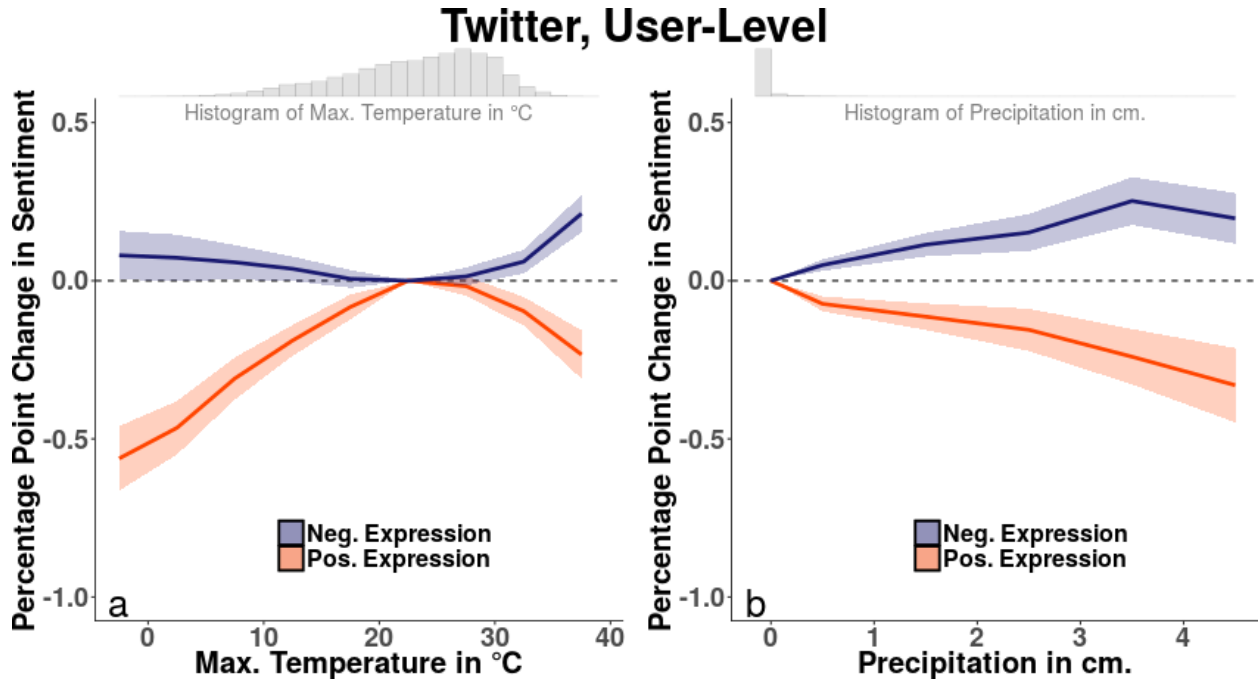 Twitter, User-Level
Histogram of Max. Temperature in °C
Percentage Point Change in Sentiment
0.5
0.0
-0.5
-1.0
Neg. Expression
Pos. Expression
a
0 10 20 30 40
Max. Temperature in °C
Histogram of Precipitation in cm.
Percentage Point Change in Sentiment
0.5
0.0
-0.5
-1.0
Neg. Expression
Pos. Expression
b
0 1 2 3 4
Precipitation in cm.